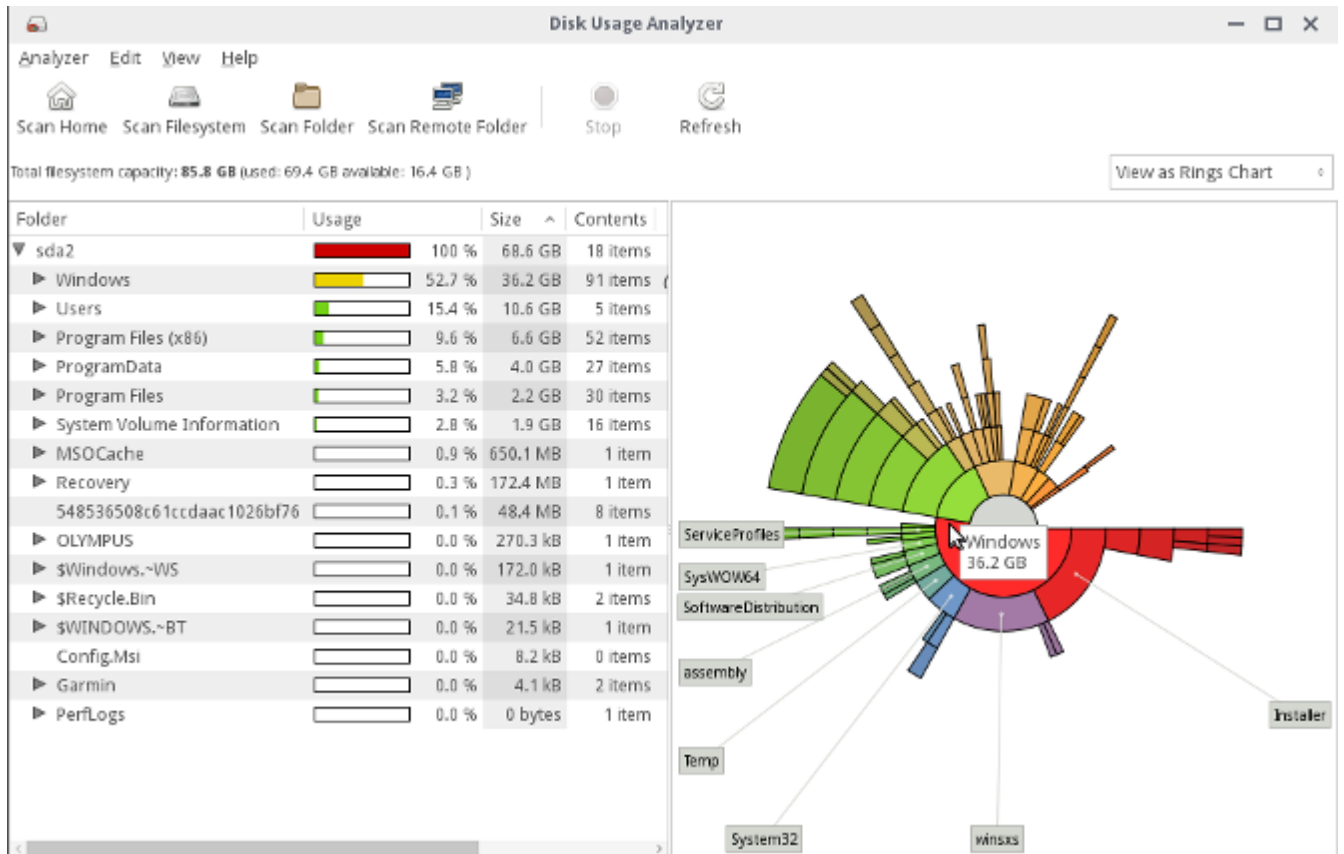 Disk Usage Analyzer
Analyzer Edit View Help
Scan Home Scan Filesystem Scan Folder Scan Remote Folder Stop Refresh
Total filesystem capacity: 85.8 GB (used: 69.4 GB available: 16.4 GB )
View as Rings Chart
Folder Usage Size Contents
sda2 100 % 68.6 GB 18 items
Windows 52.7 % 36.2 GB 91 items
Users 15.4 % 10.6 GB 5 items
Program Files (x86) 9.6 % 6.6 GB 52 items
ProgramData 5.8 % 4.0 GB 27 items
Program Files 3.2 % 2.2 GB 30 items
System Volume Information 2.8 % 1.9 GB 16 items
MSOCache 0.9 % 650.1 MB 1 item
Recovery 0.3 % 172.4 MB 1 item
548536508c61ccdaac1026bf76 0.1 % 48.4 MB 8 items
OLYMPUS 0.0 % 270.3 kB 1 item
$Windows.~WS 0.0 % 172.0 kB 1 item
$Recycle.Bin 0.0 % 34.8 kB 2 items
$WINDOWS.~BT 0.0 % 21.5 kB 1 item
Config.Msi 0.0 % 8.2 kB 0 items
Garmin 0.0 % 4.1 kB 2 items
PerfLogs 0.0 % 0 bytes 1 item
ServiceProfiles
Windows
36.2 GB
SysWOW64
SoftwareDistribution
assembly
Installer
Temp
System32
winsxs